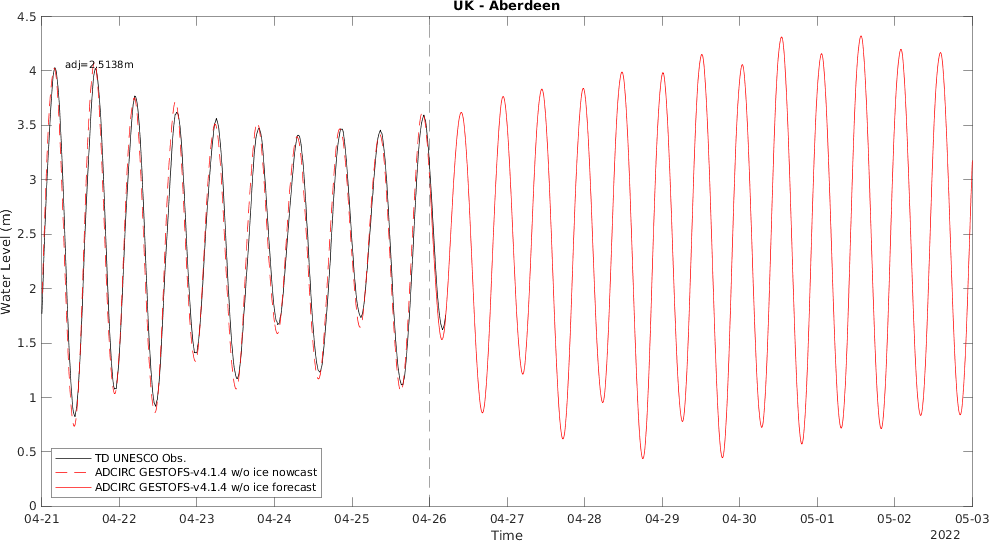 UK - Aberdeen
adj=2.5138m
4.5
4
3.5
3
2.5
2
1.5
1
0.5
0
Water Level (m)
TD UNESCO Obs.
ADCIRC GESTOFS-v4.1.4 w/o ice nowcast
ADCIRC GESTOFS-v4.1.4 w/o ice forecast
04-21 04-22 04-23 04-24 04-25 04-26 04-27 04-28 04-29 04-30 05-01 05-02 05-03
Time
2022